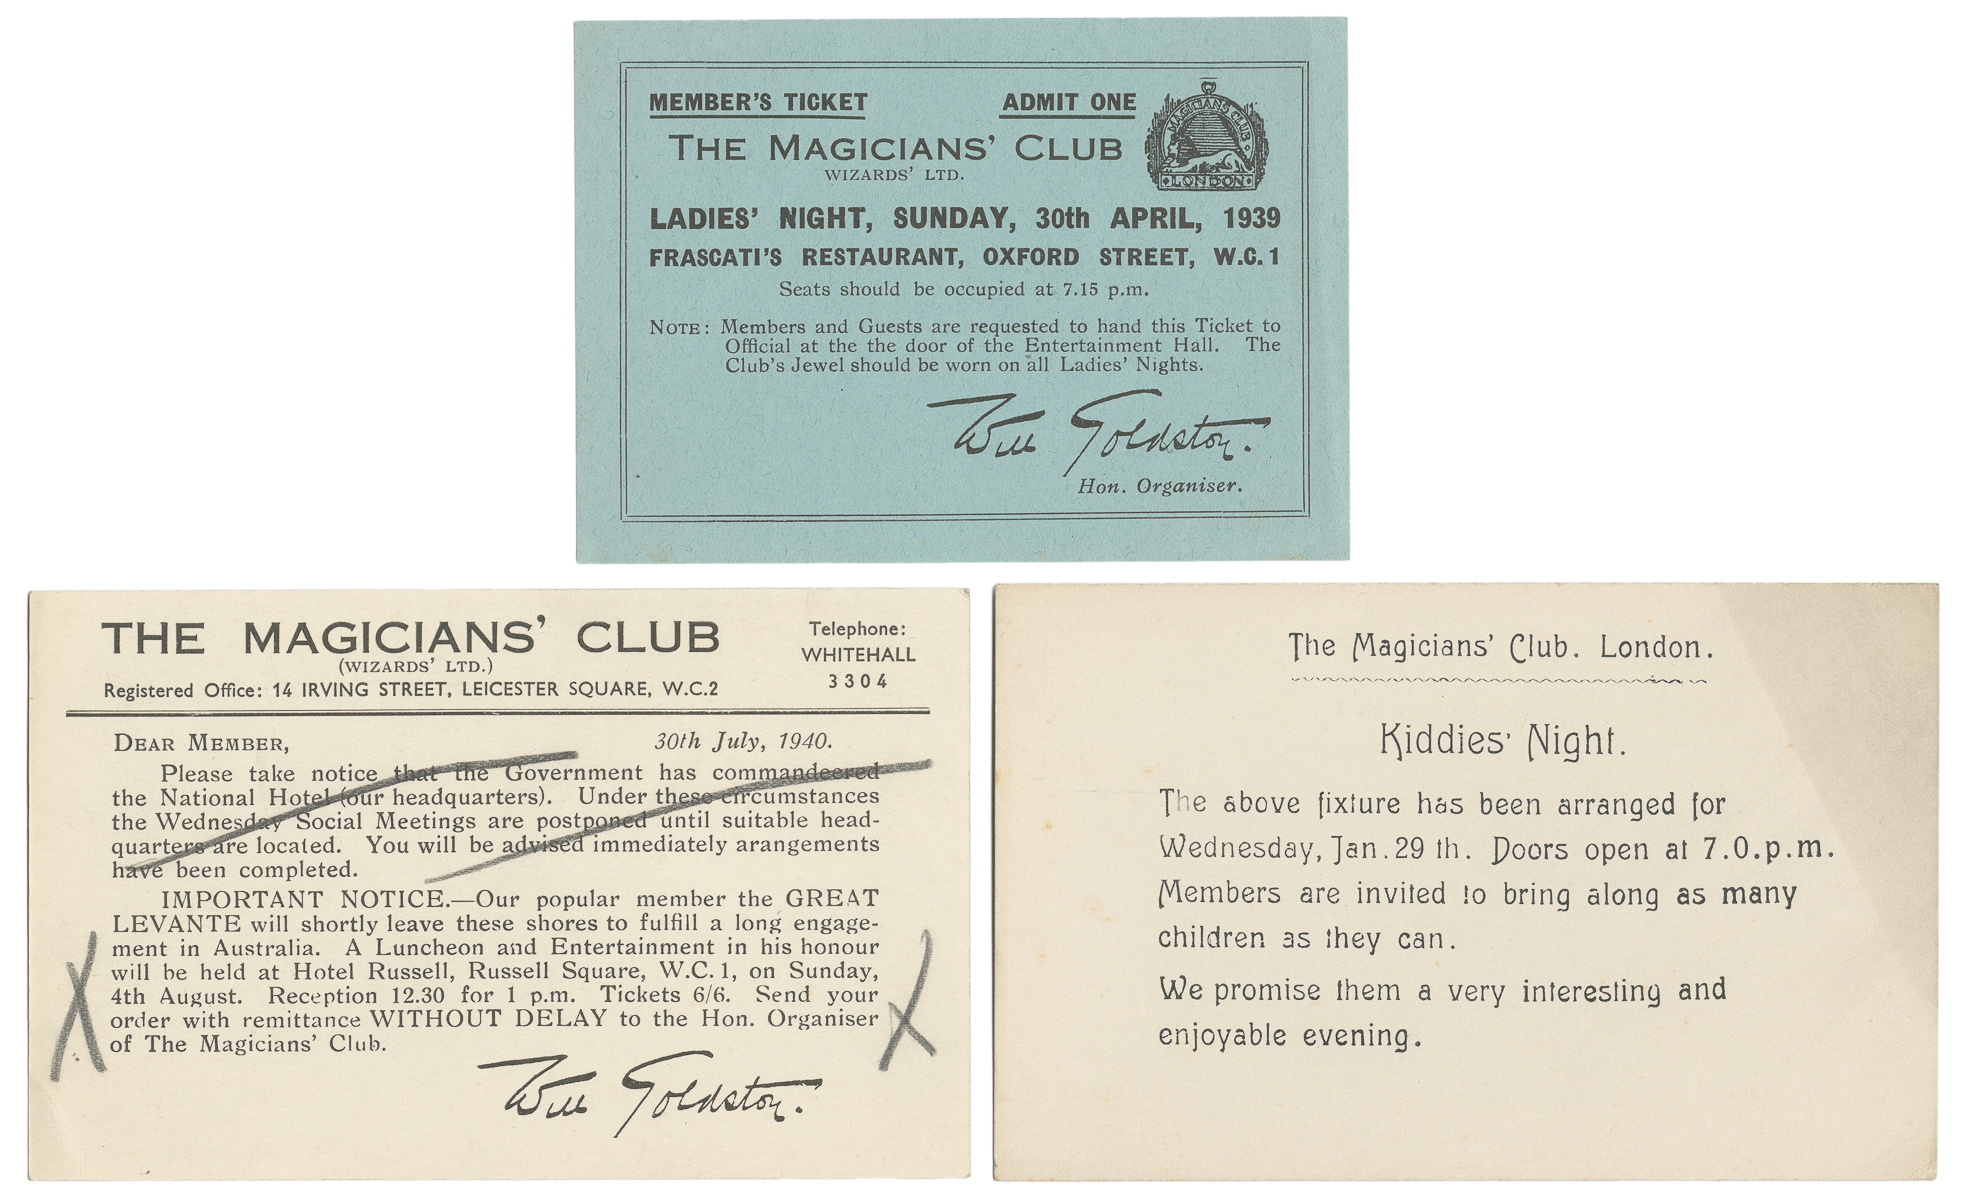 MEMBER'S TICKET ADMIT ONE
THE MAGICIANS' CLUB
WIZARDS' LTD.
MAGICIANS CLUB
LONDON
LADIES' NIGHT, SUNDAY, 30th APRIL, 1939
FRASCATI'S RESTAURANT, OXFORD STREET, W.C.1
Seats should be occupied at 7.15 p.m.
NOTE: Members and Guests are requested to hand this Ticket to
Official at the the door of the Entertainment Hall. The
Club's Jewel should be worn on all Ladies' Nights.
Will Goldston.
Hon. Organiser.
THE MAGICIANS' CLUB
(WIZARDS' LTD.)
Registered Office: 14 IRVING STREET, LEICESTER SQUARE, W.C.2
Telephone:
WHITEHALL
3304
DEAR MEMBER, 30th July, 1940.
Please take notice that the Government has commandeered
the National Hotel (our headquarters). Under these circumstances
the Wednesday Social Meetings are postponed until suitable head-
quarters are located. You will be advised immediately arangements
have been completed.
IMPORTANT NOTICE.—Our popular member the GREAT
LEVANTE will shortly leave these shores to fulfill a long engage-
ment in Australia. A Luncheon and Entertainment in his honour
will be held at Hotel Russell, Russell Square, W.C.1, on Sunday,
4th August. Reception 12.30 for 1 p.m. Tickets 6/6. Send your
order with remittance WITHOUT DELAY to the Hon. Organiser
of The Magicians' Club.
Will Goldston.
The Magicians' Club. London.
Kiddies' Night.
The above fixture has been arranged for
Wednesday, Jan. 29 th. Doors open at 7.0.p.m.
Members are invited to bring along as many
children as they can.
We promise them a very interesting and
enjoyable evening.